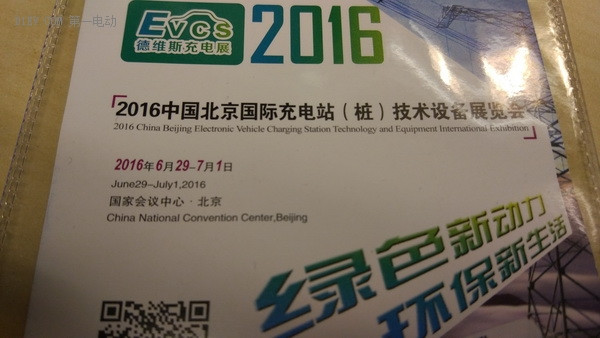 第一电动
EVCS
德维斯充电展
2016
「2016中国北京国际充电站（桩）技术设备展览会」
2016 China Beijing Electronic Vehicle Charging Station Technology and Equipment International Exhibition
2016年6月29-7月1日
June29-July1,2016
国家会议中心·北京
China National Convention Center,Beijing
绿色新动力
环保新生活